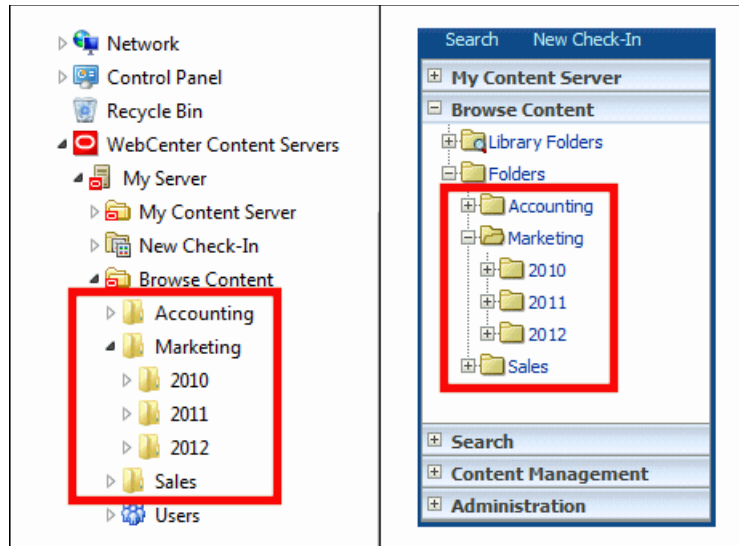 Network
Control Panel
Recycle Bin
WebCenter Content Servers
My Server
My Content Server
New Check-In
Browse Content
Accounting
Marketing
2010
2011
2012
Sales
Users
Search New Check-In
My Content Server
Browse Content
Library Folders
Folders
Accounting
Marketing
2010
2011
2012
Sales
Search
Content Management
Administration